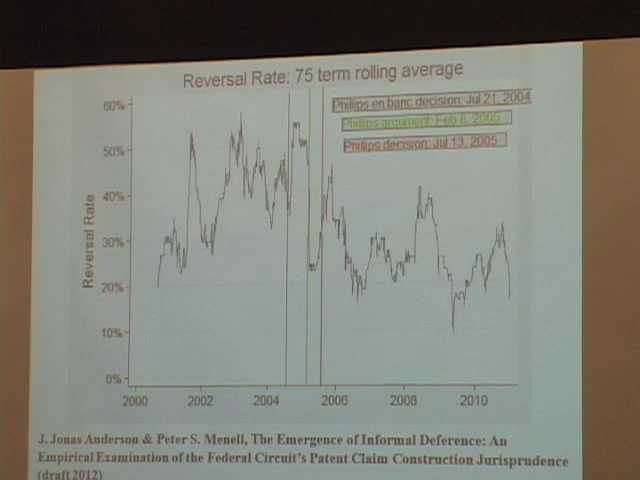 Reversal Rate: 75 term rolling average
Phillips en banc decision: Jul 21, 2004
Phillips argument: Feb 8, 2005
Phillips decision: Jul 13, 2005
Reversal Rate
60%
50%
40%
30%
20%
10%
0%
2000 2002 2004 2006 2008 2010
J. Jonas Anderson & Peter S. Menell, The Emergence of Informal Deference: An
Empirical Examination of the Federal Circuit's Patent Claim Construction Jurisprudence
(draft 2012)